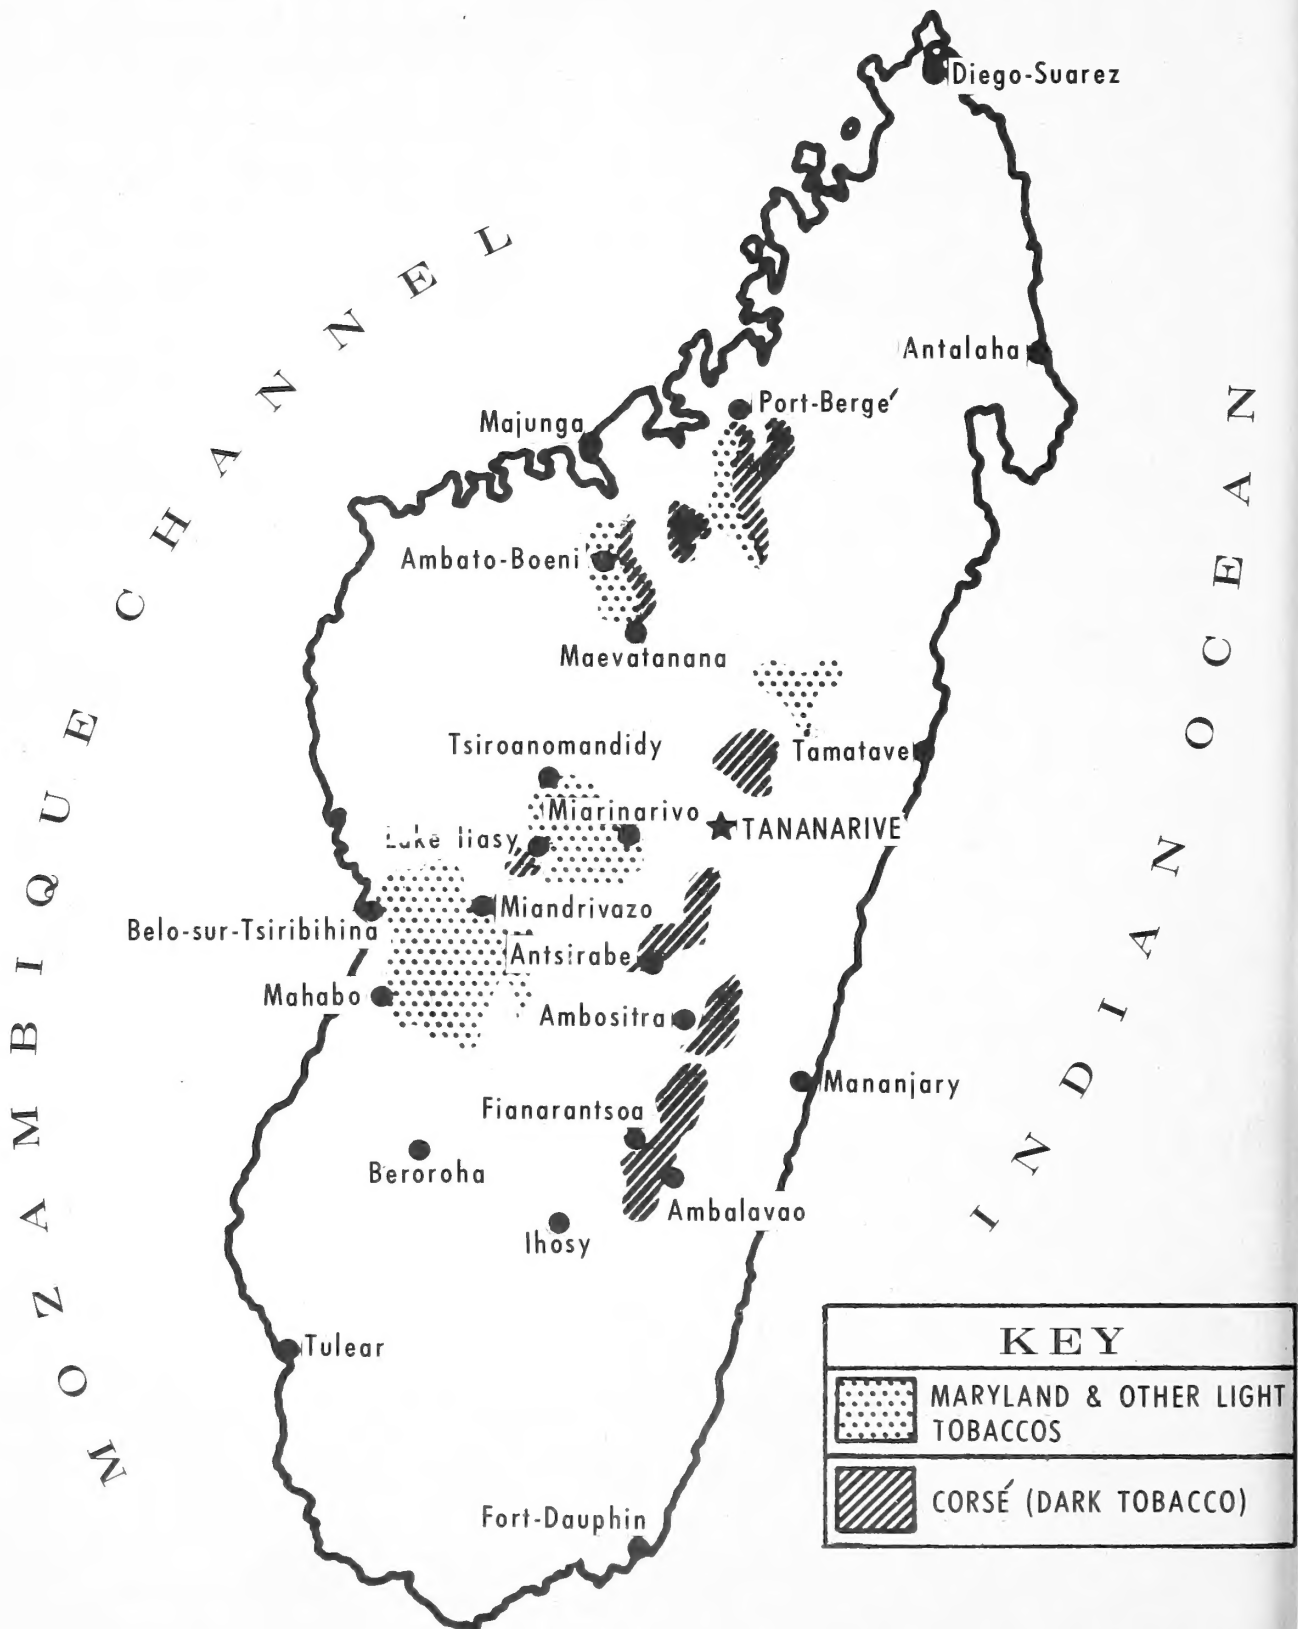 MOZAMBIQUE CHANNEL
INDIAN OCEAN
Diego-Suarez
Antalaha
Port-Bergé
Majunga
Ambato-Boeni
Maevatanana
Tsiroanomandidy
Tamatave
Miarinarivo
TANANARIVE
Lake
Miandrivazo
Belo-sur-Tsiribihina
Antsirabe
Mahabo
Ambositra
Mananjary
Fianarantsoa
Beroroha
Ambalavao
Ihosy
Tulear
Fort-Dauphin
KEY
MARYLAND & OTHER LIGHT
TOBACCOS
CORSÉ (DARK TOBACCO)